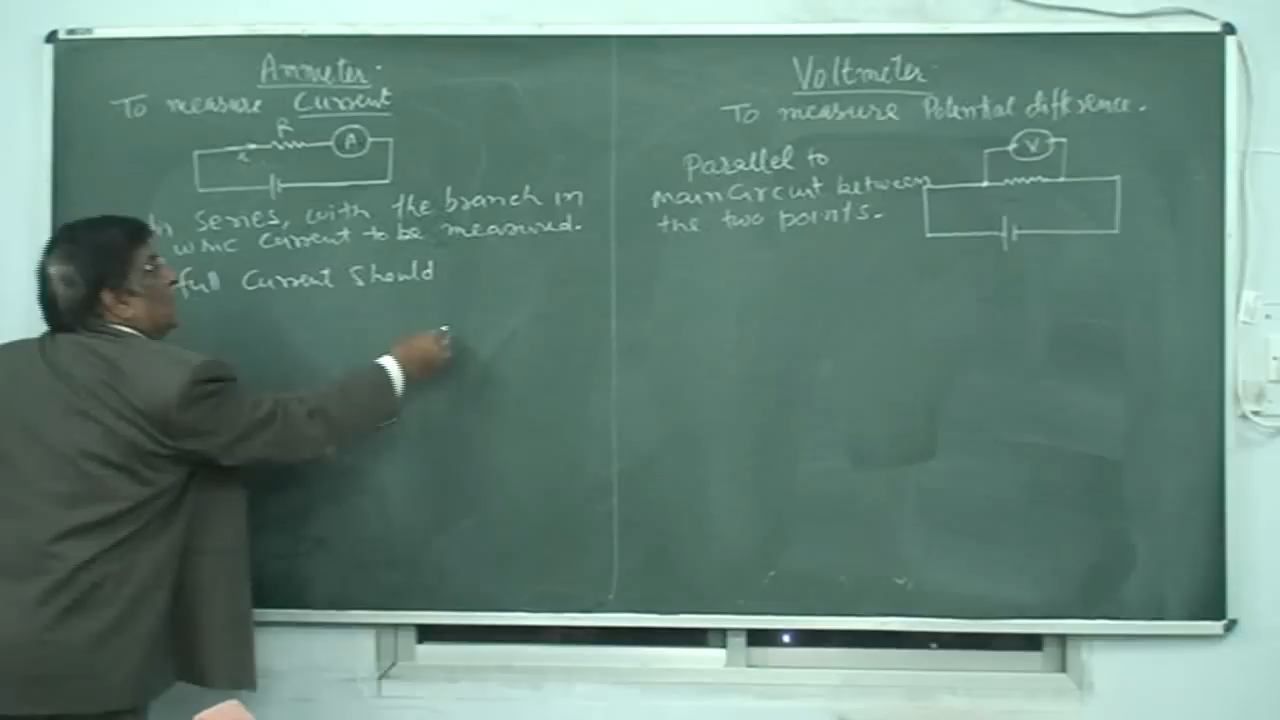 Ammeter.
To measure Current
R
A
In series, with the branch in
wh/c current to be measured.
full Current Should
Voltmeter.
To measure Potential difference.
V
Parallel to
main Circuit between
the two points.